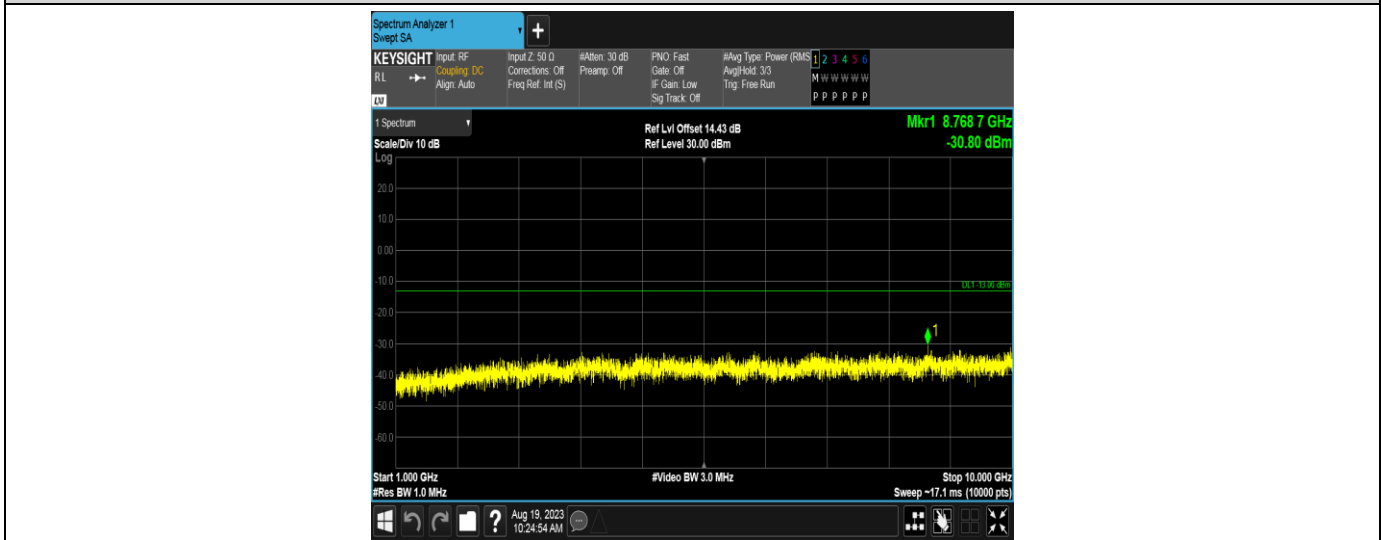 Spectrum Analyzer 1
Swept SA
+
KEYSIGHT Input: RF Input Z: 50 Ω #Atten: 30 dB PNO: Fast #Avg Type: Power (RMS 1 2 3 4 5 6
RL Coupling: DC Corrections: Off Preamp: Off Gate: Off Avg|Hold: 3/3 M W W W W W
Align: Auto Freq Ref: Int (S) IF Gain: Low Trig: Free Run
LXI Sig Track: Off P P P P P P
1 Spectrum Ref Lvl Offset 14.43 dB Mkr1 8.768 7 GHz
Scale/Div 10 dB Ref Level 30.00 dBm -30.80 dBm
Log
20.0
10.0
0.00
-10.0 DL1 -13.00 dBm
-20.0
1
-30.0
-40.0
-50.0
-60.0
Start 1.000 GHz #Video BW 3.0 MHz Stop 10.000 GHz
#Res BW 1.0 MHz Sweep ~17.1 ms (10000 pts)
? Aug 19, 2023
10:24:54 AM